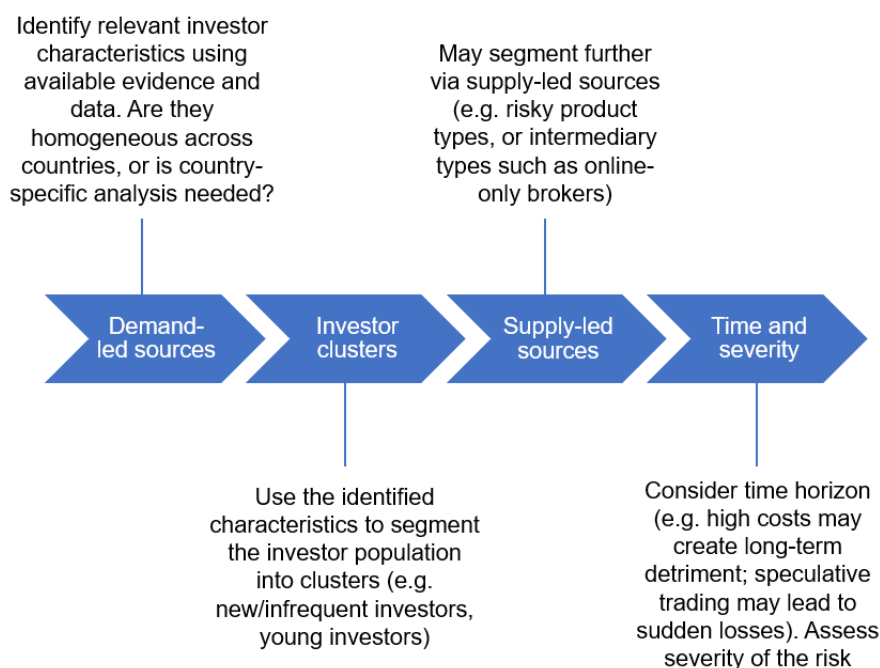 Identify relevant investor
characteristics using
available evidence and
data. Are they
homogeneous across
countries, or is country-
specific analysis needed?
May segment further
via supply-led sources
(e.g. risky product
types, or intermediary
types such as online-
only brokers)
Demand-
led sources
Investor
clusters
Supply-led
sources
Time and
severity
Use the identified
characteristics to segment
the investor population
into clusters (e.g.
new/infrequent investors,
young investors)
Consider time horizon
(e.g. high costs may
create long-term
detriment; speculative
trading may lead to
sudden losses). Assess
severity of the risk